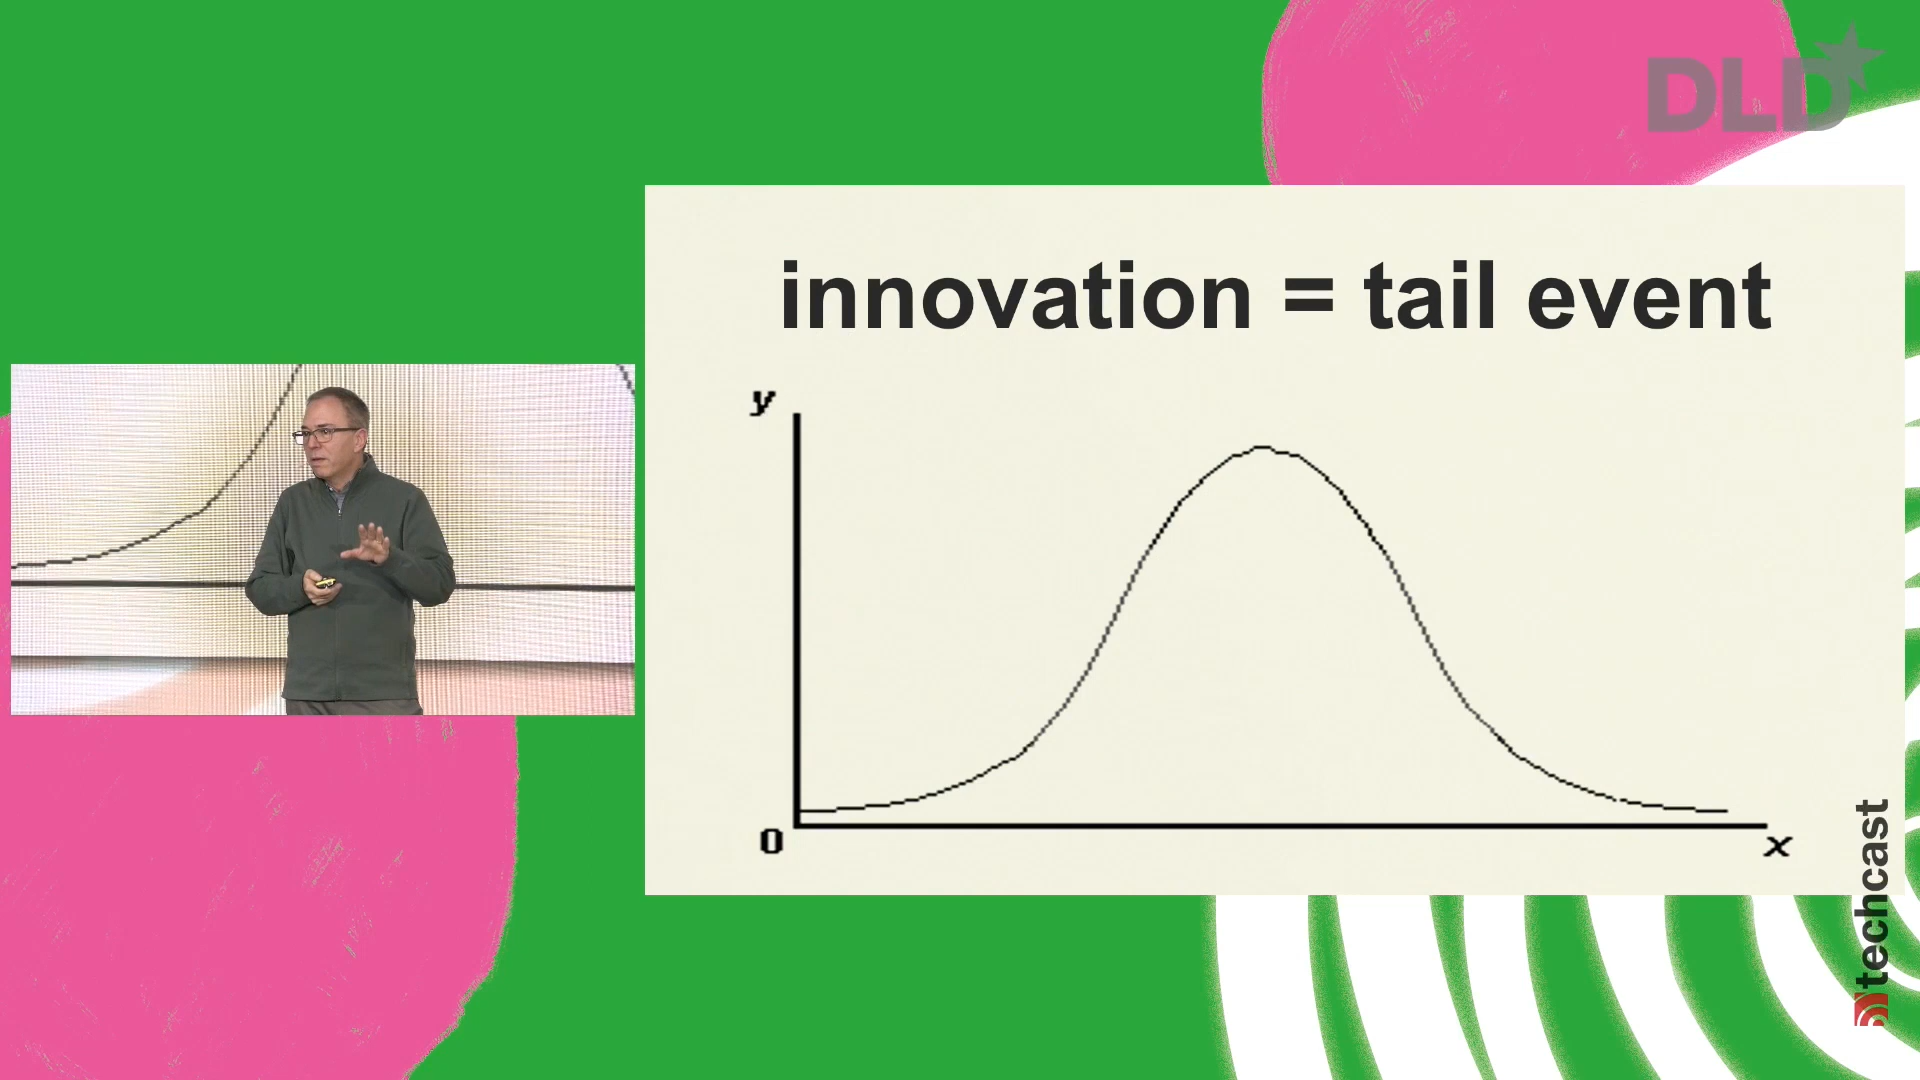 DLD
innovation = tail event
y
0
x
techcast